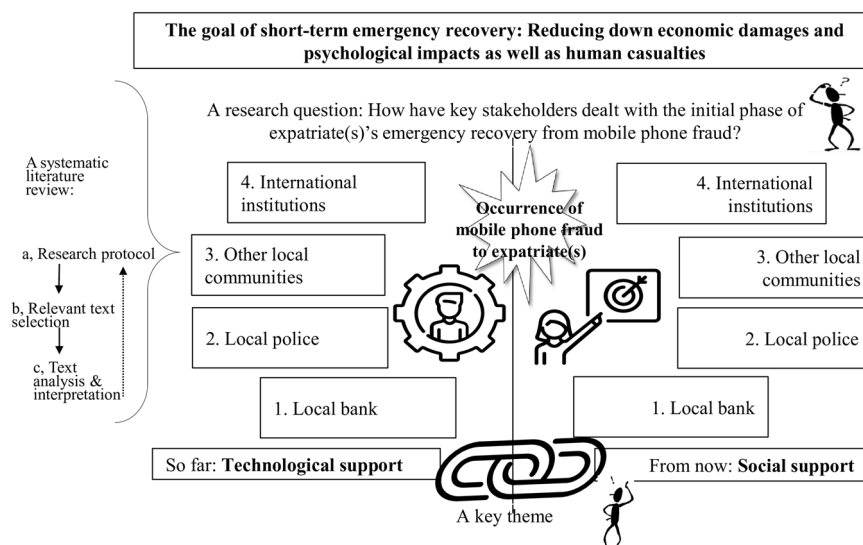 The goal of short-term emergency recovery: Reducing down economic damages and
psychological impacts as well as human casualties
A research question: How have key stakeholders dealt with the initial phase of
expatriate(s)'s emergency recovery from mobile phone fraud?
?
A systematic
literature
review:
a, Research protocol
b, Relevant text
selection
c, Text
analysis &
interpretation
4. International
institutions
3. Other local
communities
2. Local police
1. Local bank
So far: Technological support
Occurrence of
mobile phone fraud
to expatriate(s)
4. International
institutions
3. Other local
communities
2. Local police
1. Local bank
From now: Social support
A key theme